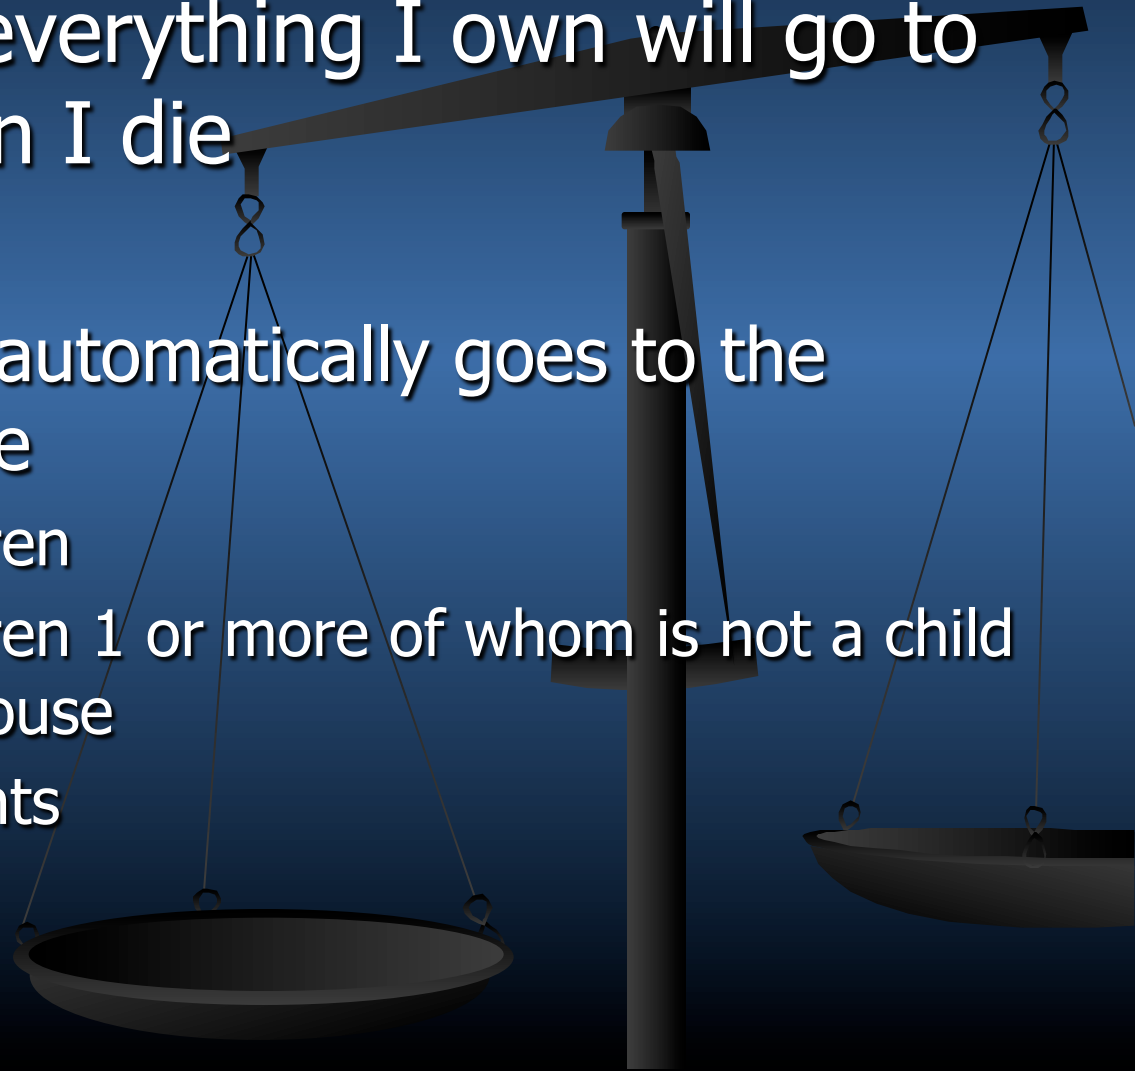 everything I own will go to
n I die
automatically goes to the
e
ren
ren 1 or more of whom is not a child
ouse
nts